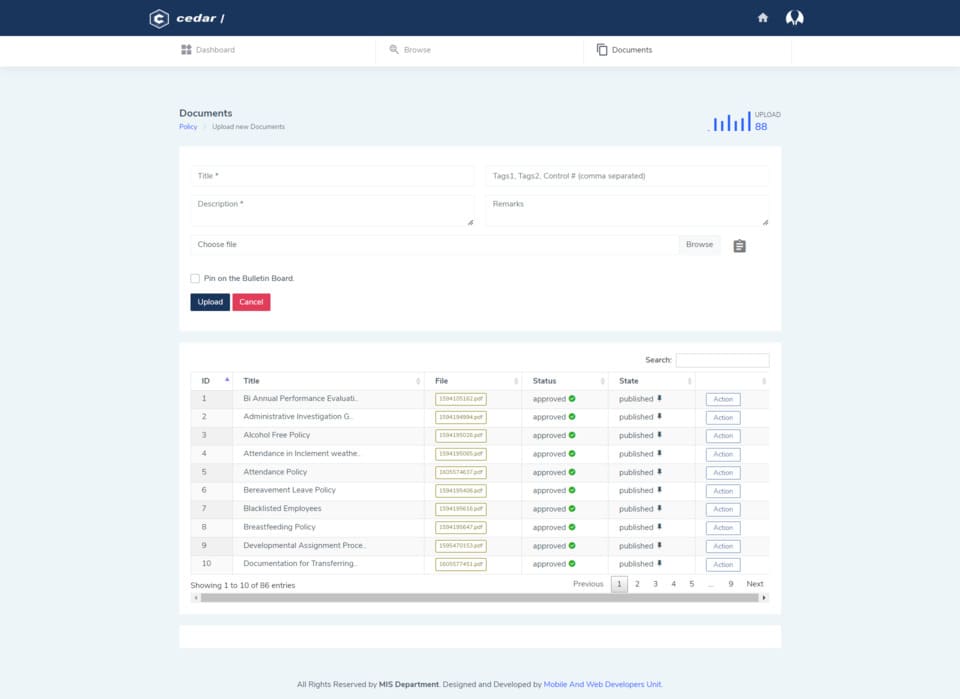 cedar /
Dashboard
Browse
Documents
Documents
Policy / Upload new Documents
UPLOAD
88
Title *
Tags1, Tags2, Control # (comma separated)
Description *
Remarks
Choose file
Browse
Pin on the Bulletin Board.
Upload
Cancel
Search:
ID Title File Status State
1 Bi Annual Performance Evaluati.. 1594105162.pdf approved published Action
2 Administrative Investigation G.. 1594194994.pdf approved published Action
3 Alcohol Free Policy 1594195026.pdf approved published Action
4 Attendance in Inclement weathe.. 1594195065.pdf approved published Action
5 Attendance Policy 1605574637.pdf approved published Action
6 Bereavement Leave Policy 1594195406.pdf approved published Action
7 Blacklisted Employees 1594195616.pdf approved published Action
8 Breastfeeding Policy 1594195647.pdf approved published Action
9 Developmental Assignment Proce.. 1595470153.pdf approved published Action
10 Documentation for Transferring.. 1605577451.pdf approved published Action
Showing 1 to 10 of 86 entries
Previous 1 2 3 4 5 ... 9 Next
All Rights Reserved by MIS Department. Designed and Developed by Mobile And Web Developers Unit.